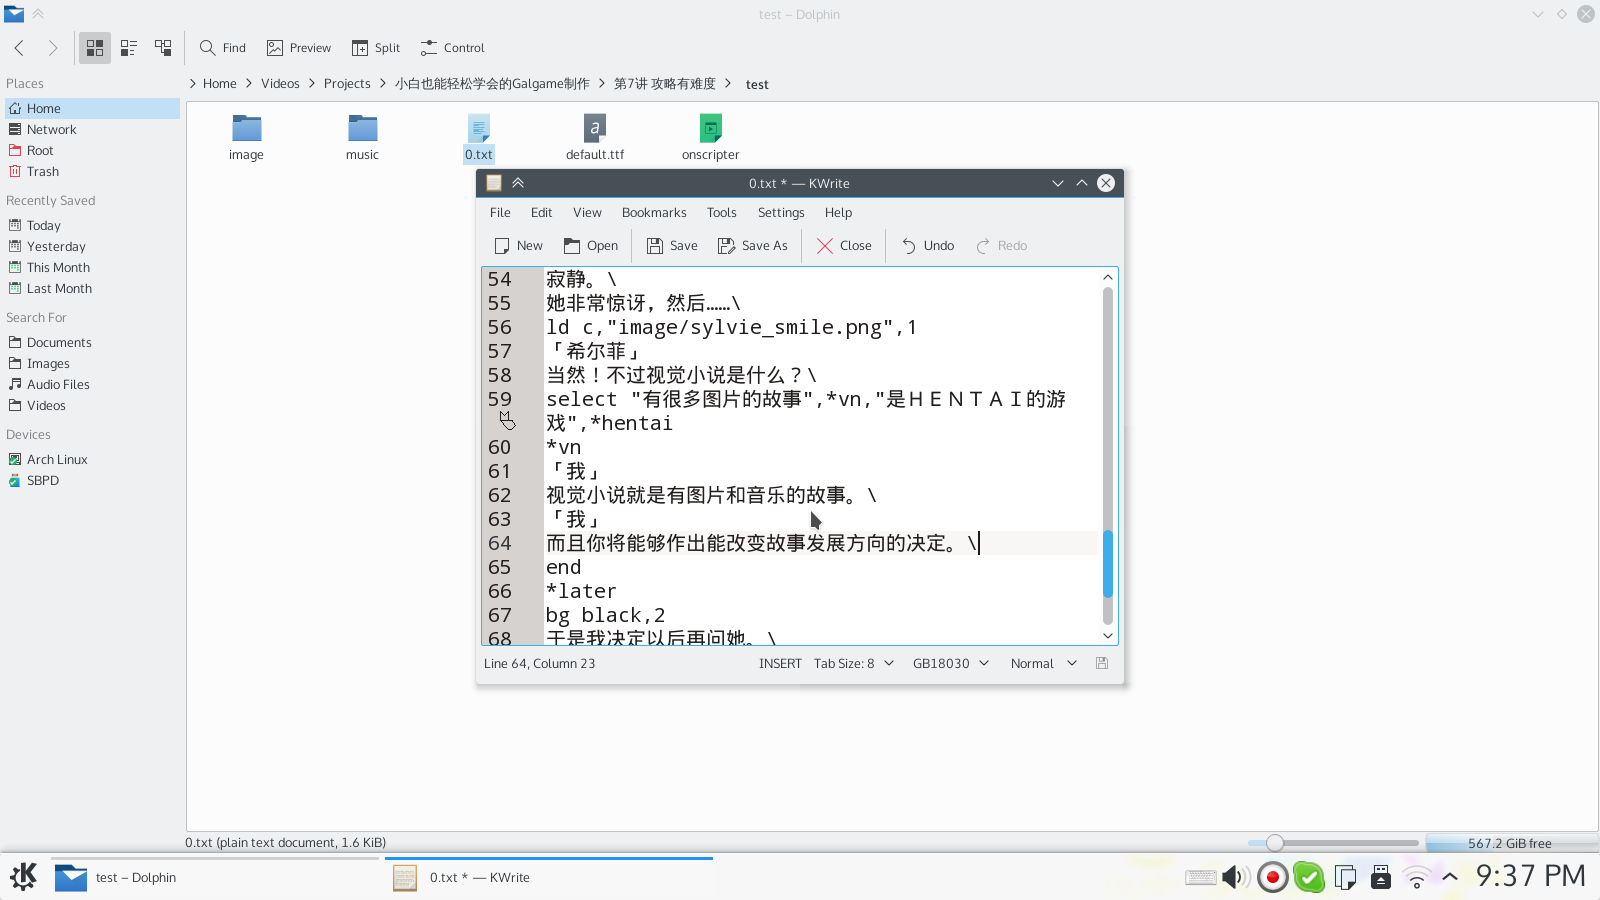 test – Dolphin
Find
Preview
Split
Control
Places
Home
Network
Root
Trash
Recently Saved
Today
Yesterday
This Month
Last Month
Search For
Documents
Images
Audio Files
Videos
Devices
Arch Linux
SBPD
Home
Videos
Projects
小白也能轻松学会的Galgame制作
第7讲 攻略有难度
test
image
music
0.txt
default.ttf
onscripter
0.txt * — KWrite
File Edit View Bookmarks Tools Settings Help
New Open Save Save As Close Undo Redo
54 寂静。\
55 她非常惊讶，然后……\
56 ld c,"image/sylvie_smile.png",1
57 「希尔菲」
58 当然！不过视觉小说是什么？\
59 select "有很多图片的故事",*vn,"是ＨＥＮＴＡＩ的游
戏",*hentai
60 *vn
61 「我」
62 视觉小说就是有图片和音乐的故事。\
63 「我」
64 而且你将能够作出能改变故事发展方向的决定。\
65 end
66 *later
67 bg black,2
68 于是我决定以后再问她。\
Line 64, Column 23
INSERT
Tab Size: 8
GB18030
Normal
0.txt (plain text document, 1.6 KiB)
567.2 GiB free
test – Dolphin
0.txt * — KWrite
9:37 PM